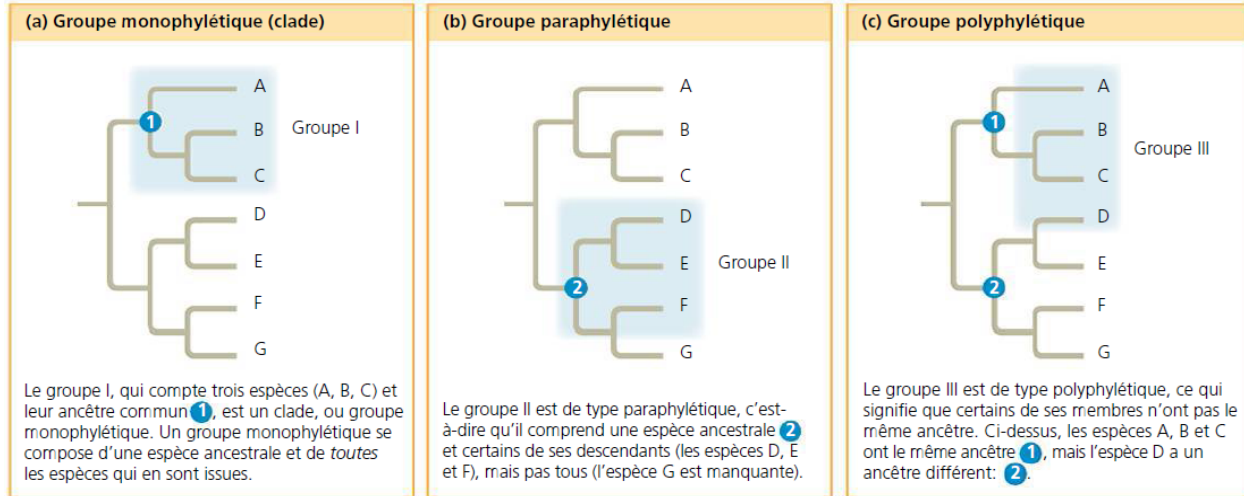 (a) Groupe monophylétique (clade)
A
1
B
Groupe I
C
D
E
F
G
Le groupe I, qui compte trois espèces (A, B, C) et
leur ancêtre commun 1, est un clade, ou groupe
monophylétique. Un groupe monophylétique se
compose d'une espèce ancestrale et de toutes
les espèces qui en sont issues.
(b) Groupe paraphylétique
A
B
C
D
E
Groupe II
2
F
G
Le groupe II est de type paraphylétique, c'est-
à-dire qu'il comprend une espèce ancestrale 2
et certains de ses descendants (les espèces D, E
et F), mais pas tous (l'espèce G est manquante).
(c) Groupe polyphylétique
A
1
B
Groupe III
C
D
E
2
F
G
Le groupe III est de type polyphylétique, ce qui
signifie que certains de ses membres n'ont pas le
même ancêtre. Ci-dessus, les espèces A, B et C
ont le même ancêtre 1, mais l'espèce D a un
ancêtre différent: 2.